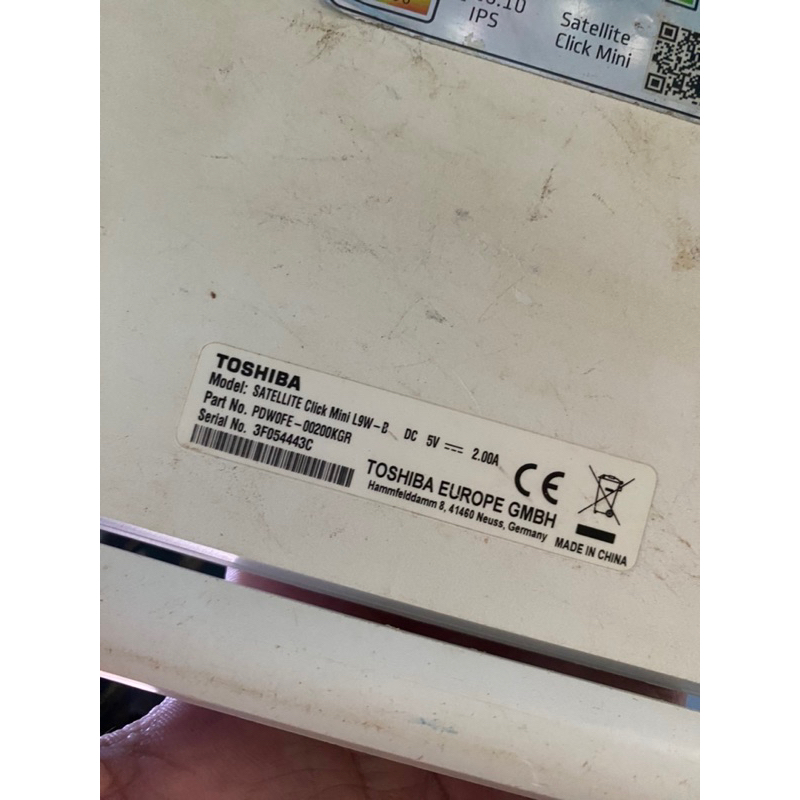 IPS
Satellite
Click Mini
TOSHIBA
Model: SATELLITE Click Mini L9W-B DC 5V 2.00A
Part No. PDW0FE-00200KGR
Serial No. 3F054443C
CE
TOSHIBA EUROPE GMBH
Hammfelddamm 8, 41460 Neuss, Germany
MADE IN CHINA